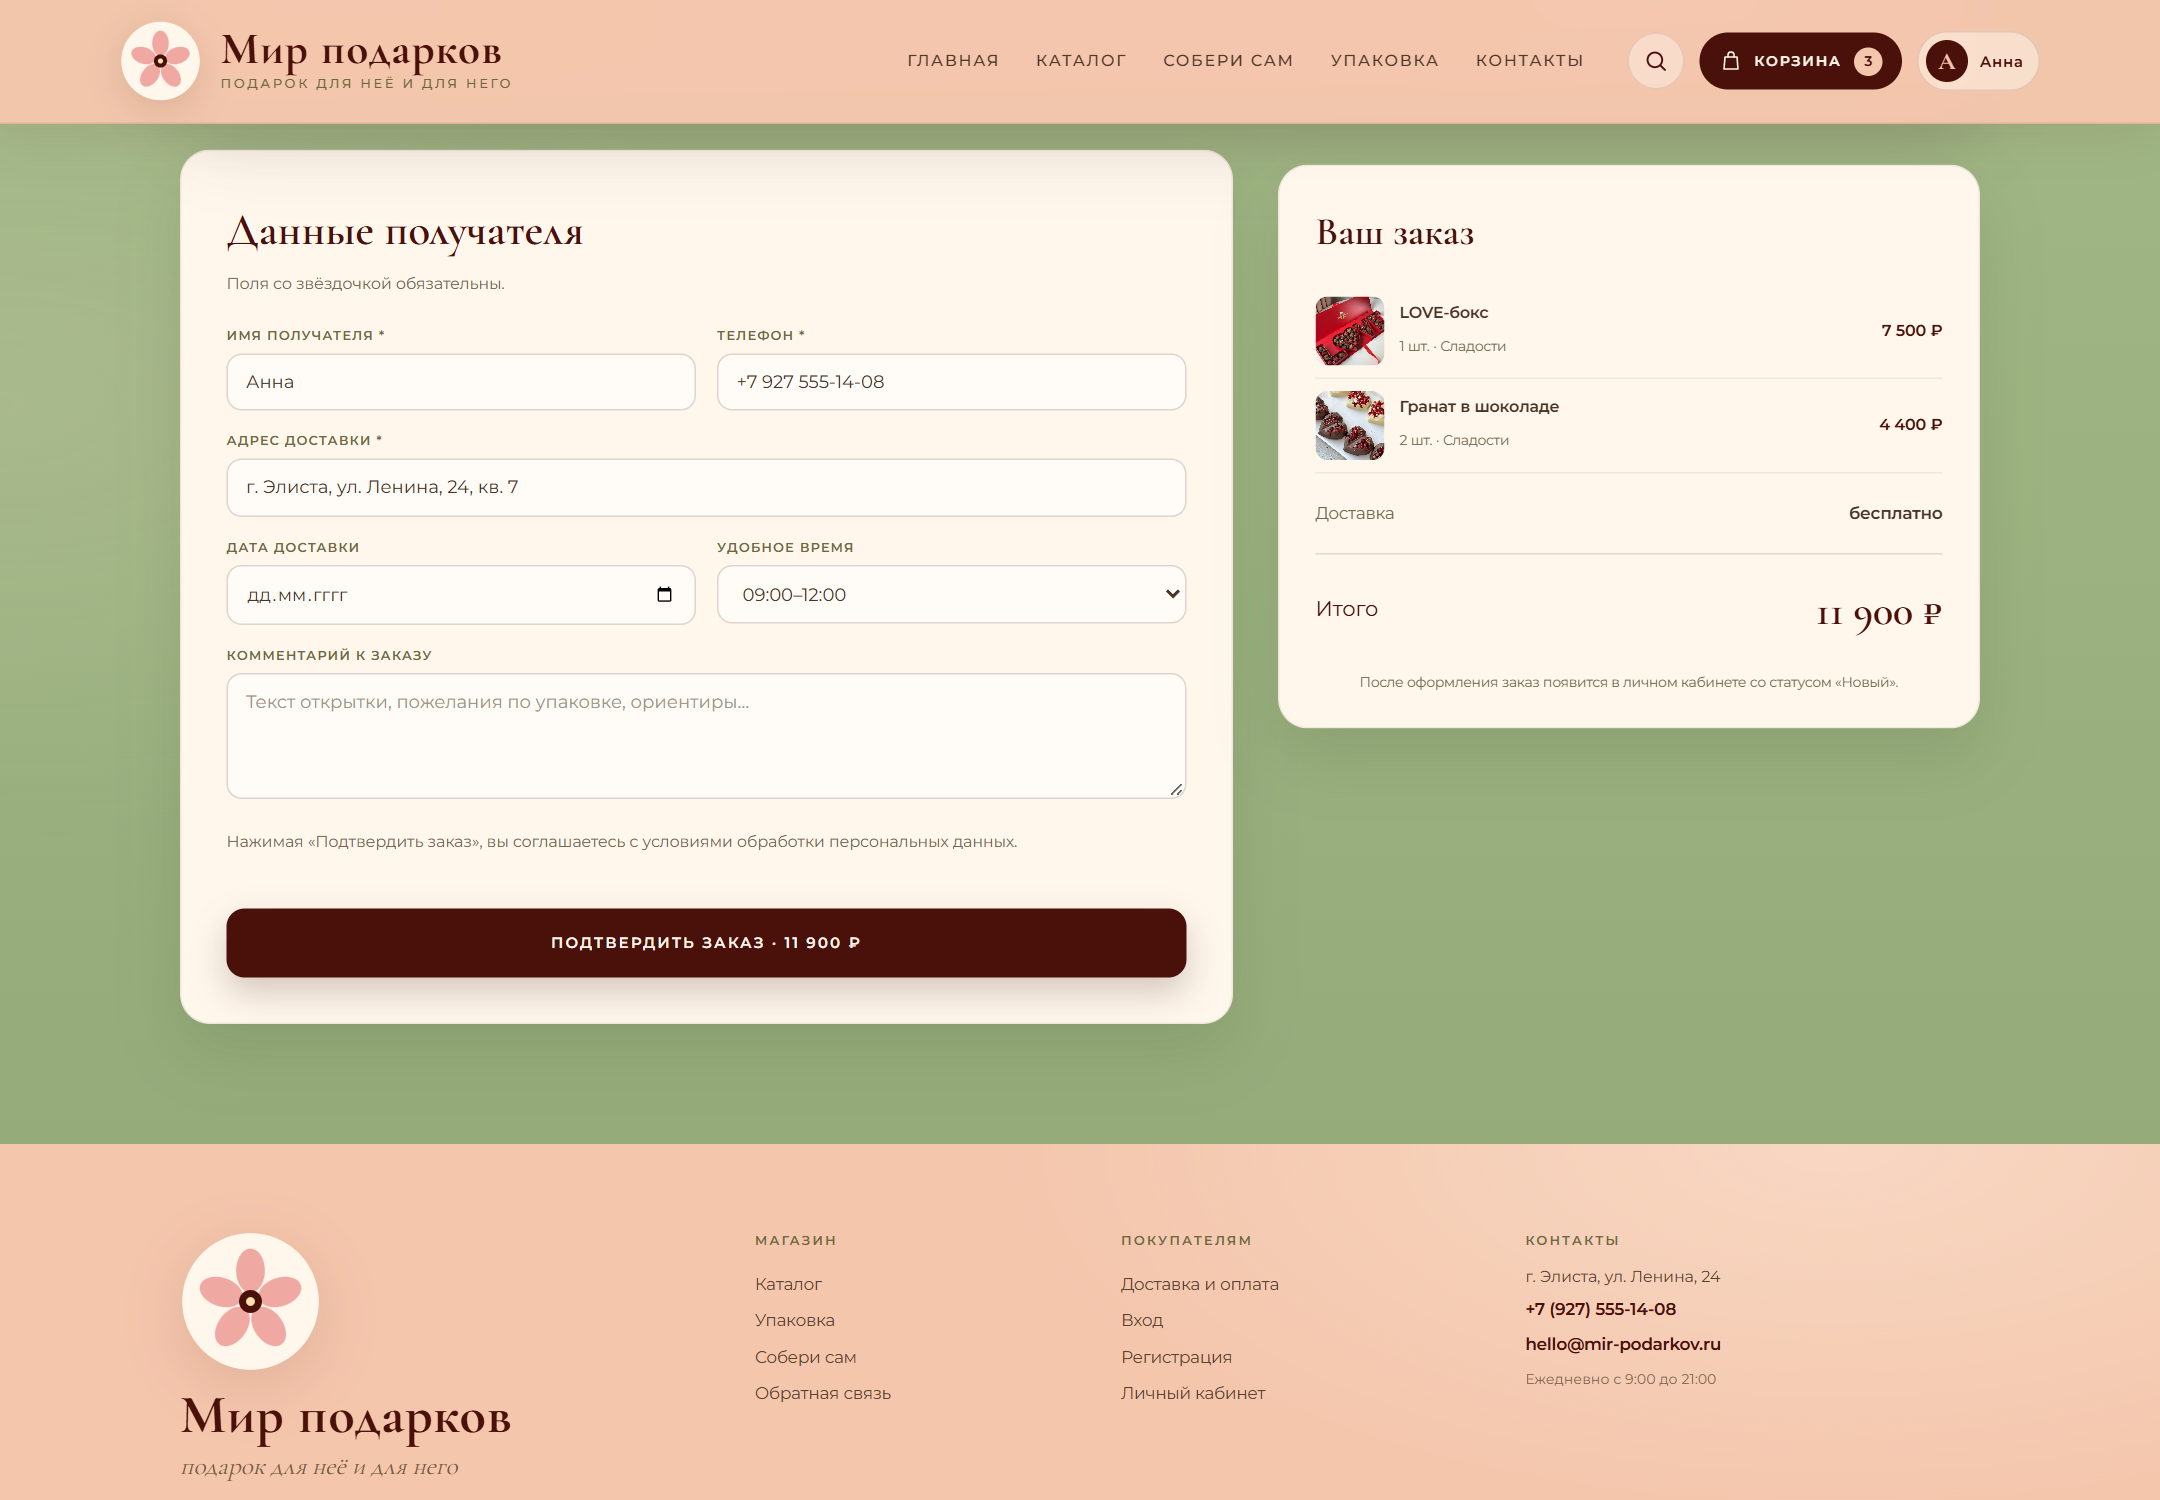 Мир подарков
ПОДАРОК ДЛЯ НЕЁ И ДЛЯ НЕГО
ГЛАВНАЯ
КАТАЛОГ
СОБЕРИ САМ
УПАКОВКА
КОНТАКТЫ
КОРЗИНА 3
А Анна
Данные получателя
Поля со звёздочкой обязательны.
ИМЯ ПОЛУЧАТЕЛЯ *
Анна
ТЕЛЕФОН *
+7 927 555-14-08
АДРЕС ДОСТАВКИ *
г. Элиста, ул. Ленина, 24, кв. 7
ДАТА ДОСТАВКИ
дд.мм.гггг
УДОБНОЕ ВРЕМЯ
09:00–12:00
КОММЕНТАРИЙ К ЗАКАЗУ
Текст открытки, пожелания по упаковке, ориентиры...
Нажимая «Подтвердить заказ», вы соглашаетесь с условиями обработки персональных данных.
ПОДТВЕРДИТЬ ЗАКАЗ · 11 900 ₽
Ваш заказ
LOVE-бокс
1 шт. · Сладости
7 500 ₽
Гранат в шоколаде
2 шт. · Сладости
4 400 ₽
Доставка
бесплатно
Итого
11 900 ₽
После оформления заказ появится в личном кабинете со статусом «Новый».
Мир подарков
подарок для неё и для него
МАГАЗИН
Каталог
Упаковка
Собери сам
Обратная связь
ПОКУПАТЕЛЯМ
Доставка и оплата
Вход
Регистрация
Личный кабинет
КОНТАКТЫ
г. Элиста, ул. Ленина, 24
+7 (927) 555-14-08
hello@mir-podarkov.ru
Ежедневно с 9:00 до 21:00